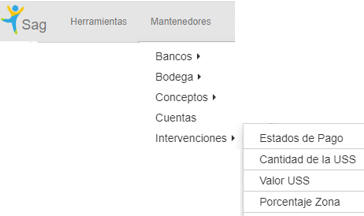 Sag
Herramientas
Mantenedores
Bancos
Bodega
Conceptos
Cuentas
Intervenciones
Estados de Pago
Cantidad de la USS
Valor USS
Porcentaje Zona